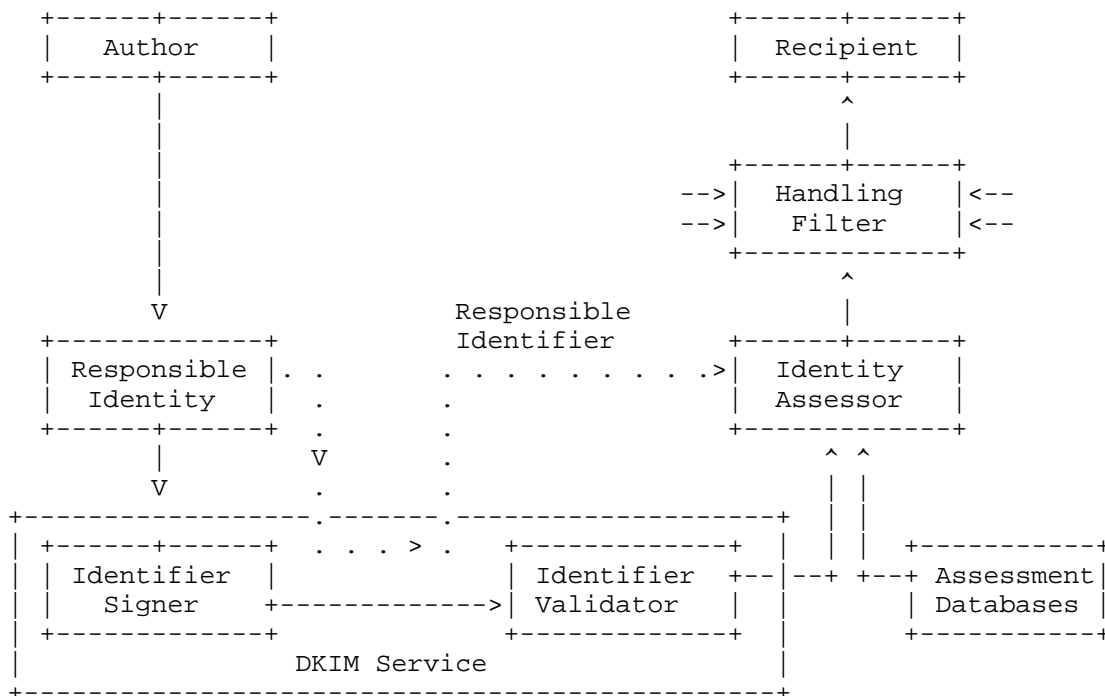 Author
Recipient
Handling
Filter
Responsible
Identifier
Responsible
Identity
Identity
Assessor
Identifier
Signer
Identifier
Validator
Assessment
Databases
DKIM Service